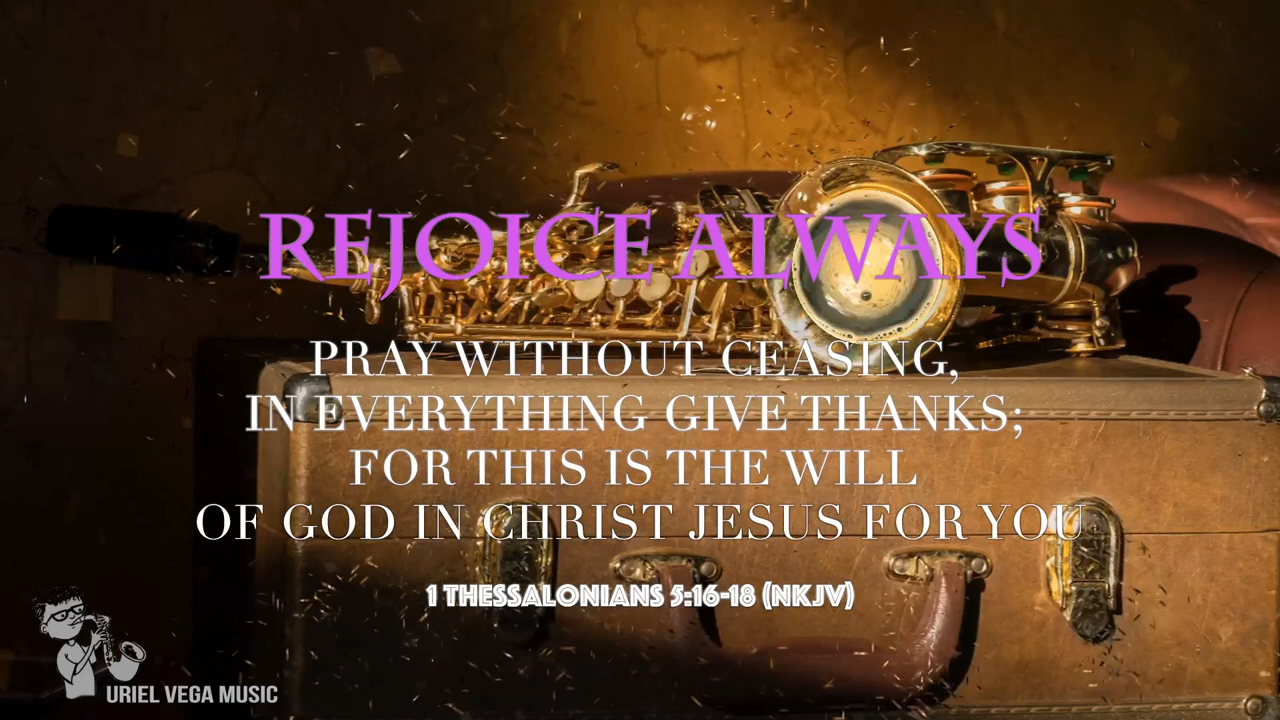 REJOICE ALWAYS
PRAY WITHOUT CEASING,
IN EVERYTHING GIVE THANKS;
FOR THIS IS THE WILL
OF GOD IN CHRIST JESUS FOR YOU
1 THESSALONIANS 5:16-18 (NKJV)
URIEL VEGA MUSIC